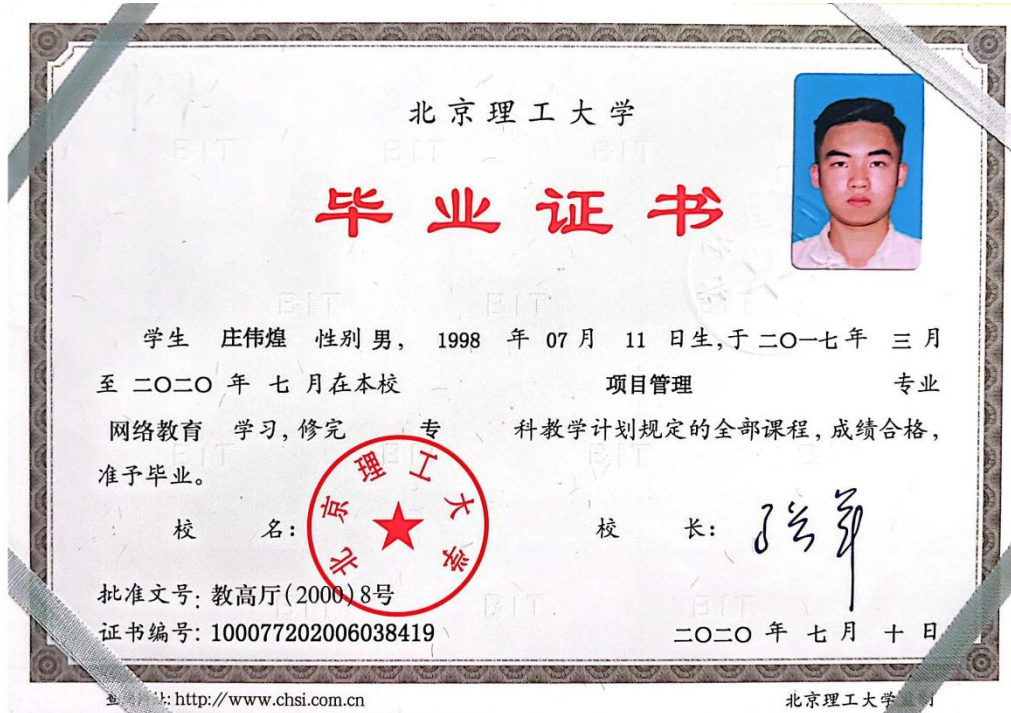 北京理工大学
毕业证书
学生 庄伟煌 性别 男， 1998 年 07 月 11 日生，于 二〇一七 年 三 月
至 二〇二〇 年 七 月在本校 项目管理 专业
网络教育 学习，修完 专 科教学计划规定的全部课程，成绩合格，
准予毕业。
校 名： 校 长：
北京理工大学
批准文号：教高厅(2000)8号
证书编号：100077202006038419
二〇二〇 年 七 月 十 日
http://www.chsi.com.cn
北京理工大学
BIT